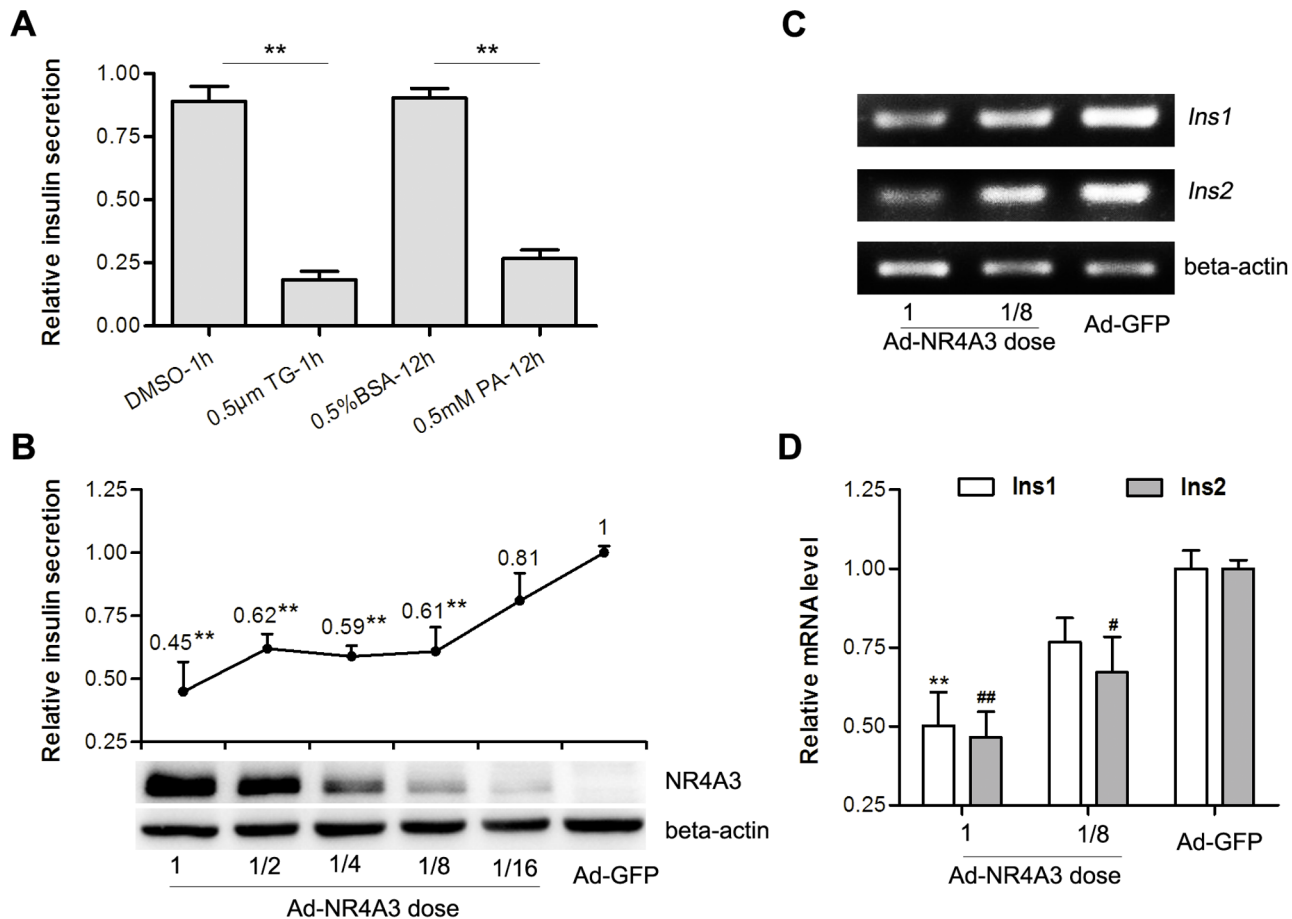 A
Relative insulin secretion
1.00
0.75
0.50
0.25
0.00
**
**
DMSO-1h
0.5μm TG-1h
0.5%BSA-12h
0.5mM PA-12h
B
Relative insulin secretion
1.25
1.00
0.75
0.50
0.25
0.45**
0.62**
0.59**
0.61**
0.81
1
NR4A3
beta-actin
1
1/2
1/4
1/8
1/16
Ad-GFP
Ad-NR4A3 dose
C
Ins1
Ins2
beta-actin
1
1/8
Ad-GFP
Ad-NR4A3 dose
D
Relative mRNA level
1.25
1.00
0.75
0.50
0.25
Ins1
Ins2
**
##
#
1
1/8
Ad-GFP
Ad-NR4A3 dose